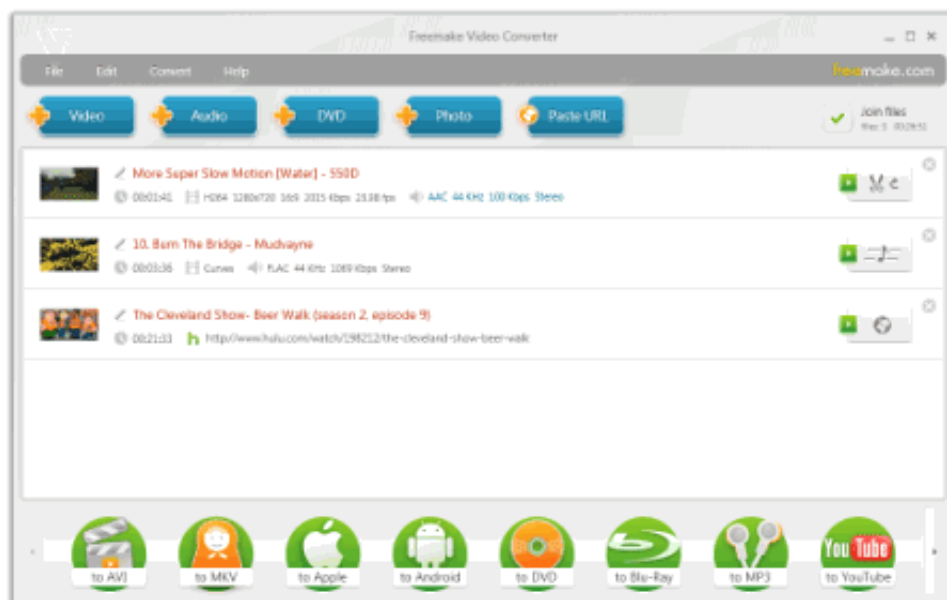 Freemake Video Converter
File Edit Convert Help
freemake.com
Video Audio DVD Photo Paste URL
Join files
files: 3 00:26:51
More Super Slow Motion [Water] - 550D
00:01:41 H264 1280x720 16:9 2015 Kbps 23.98 fps AAC 44 KHz 100 Kbps Stereo
10. Burn The Bridge - Mudvayne
00:03:36 Curves FLAC 44 KHz 1069 Kbps Stereo
The Cleveland Show- Beer Walk (season 2, episode 9)
00:21:33 h http://www.hulu.com/watch/198212/the-cleveland-show-beer-walk
You Tube
to AVI to MKV to Apple to Android to DVD to Blu-Ray to MP3 to YouTube